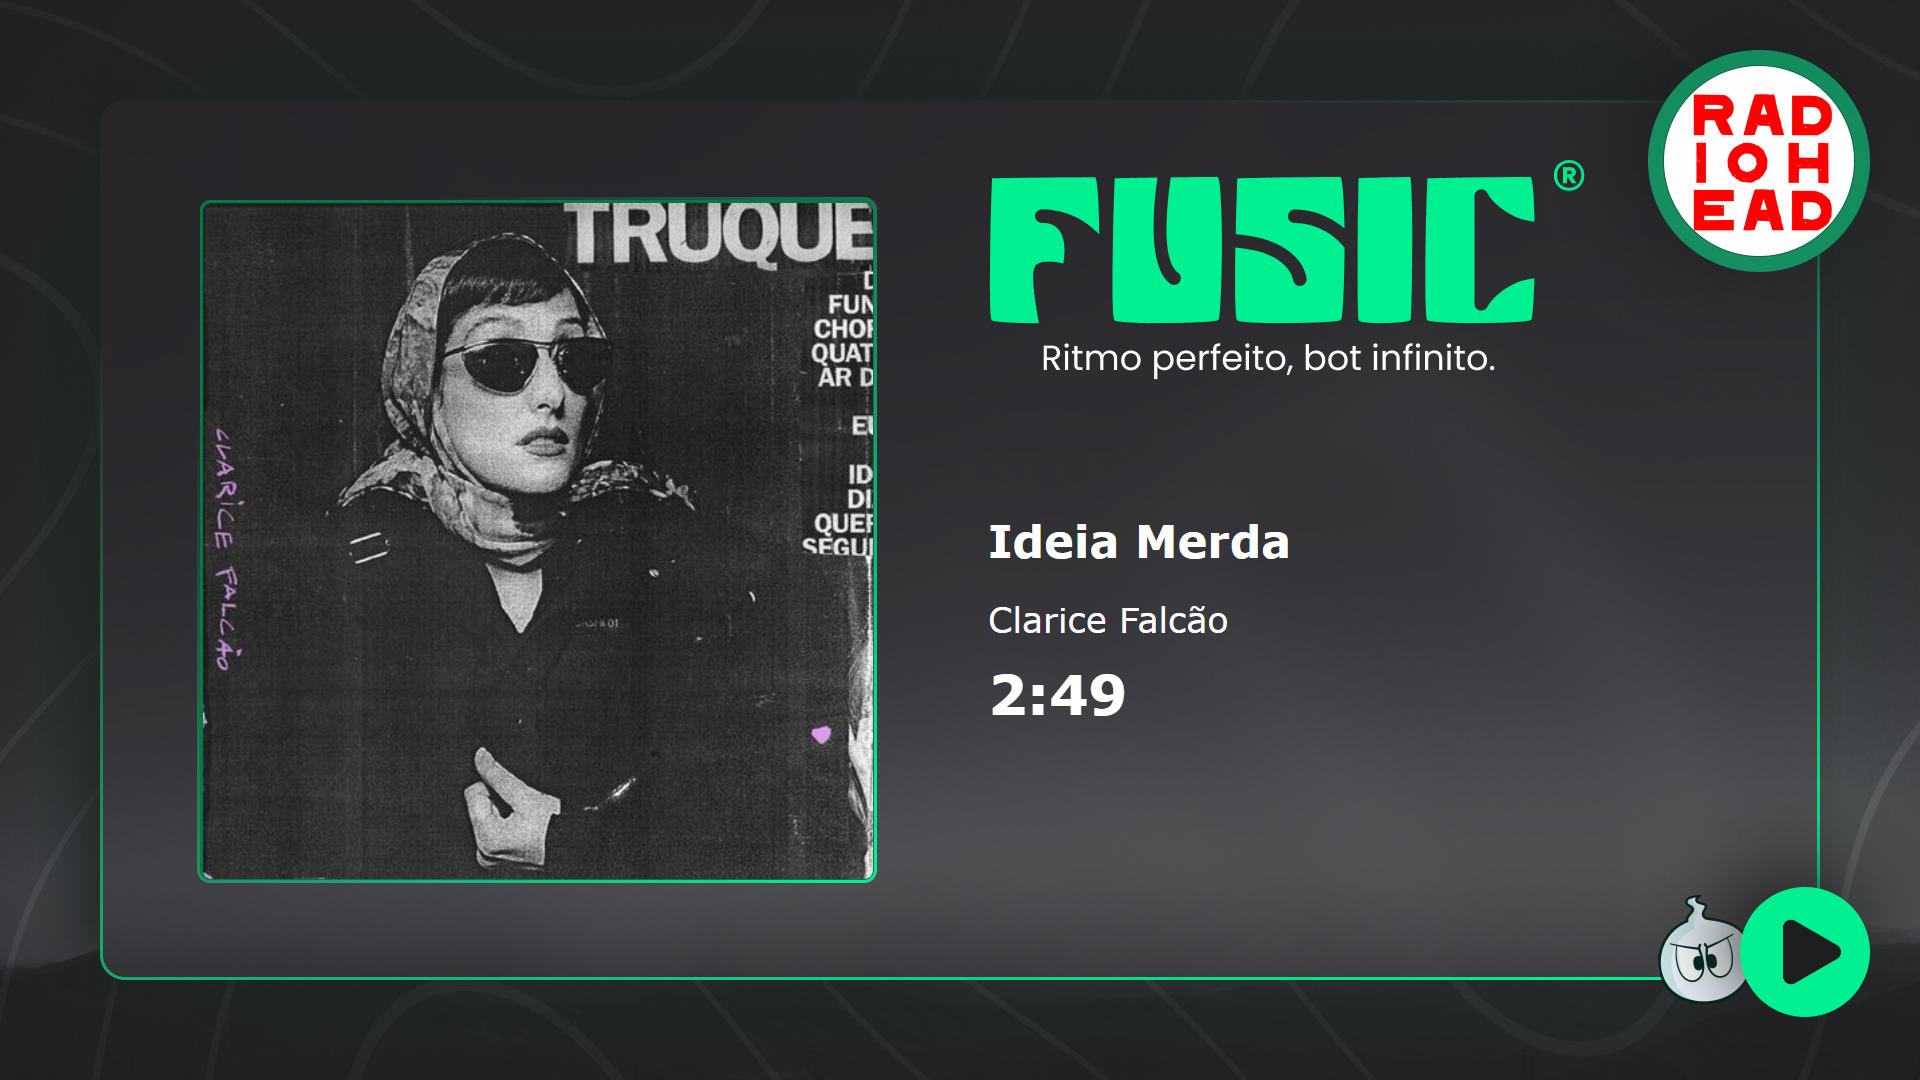 TRUQUE
D
FUN
CHOR
QUAT
AR D
EU
ID
DI
QUER
SEGUI
CLARICE FALCÃO
FUSIC®
Ritmo perfeito, bot infinito.
Ideia Merda
Clarice Falcão
2:49
RAD
IOH
EAD